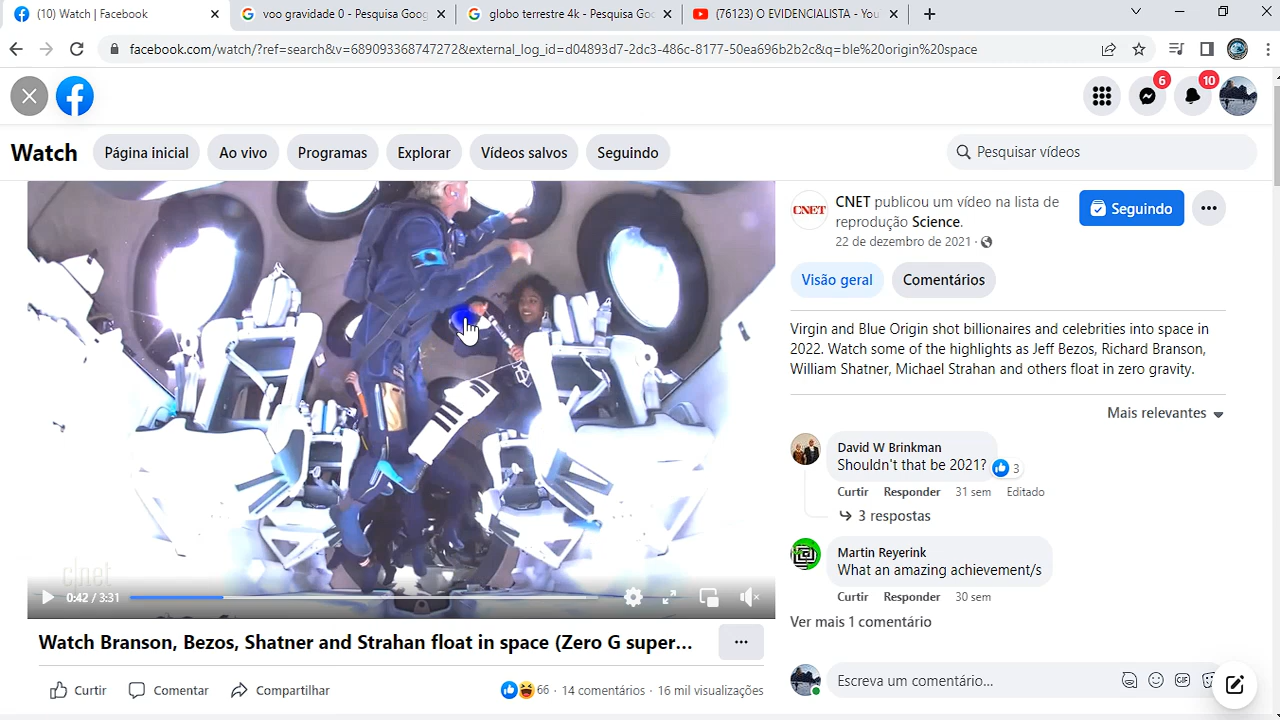 (10) Watch | Facebook
voo gravidade 0 - Pesquisa Goog
globo terrestre 4k - Pesquisa Goo
(76123) O EVIDENCIALISTA - You
facebook.com/watch/?ref=search&v=689093368747272&external_log_id=d04893d7-2dc3-486c-8177-50ea696b2b2c&q=ble%20origin%20space
6
10
Watch
Página inicial
Ao vivo
Programas
Explorar
Vídeos salvos
Seguindo
Pesquisar vídeos
CNET
CNET publicou um vídeo na lista de
reprodução Science.
22 de dezembro de 2021 ·
Seguindo
Visão geral
Comentários
Virgin and Blue Origin shot billionaires and celebrities into space in
2022. Watch some of the highlights as Jeff Bezos, Richard Branson,
William Shatner, Michael Strahan and others float in zero gravity.
Mais relevantes
David W Brinkman
Shouldn't that be 2021?
3
Curtir Responder 31 sem Editado
3 respostas
Martin Reyerink
What an amazing achievement/s
Curtir Responder 30 sem
Ver mais 1 comentário
Escreva um comentário...
GIF
c|net
0:42 / 3:31
Watch Branson, Bezos, Shatner and Strahan float in space (Zero G super...
Curtir
Comentar
Compartilhar
66 · 14 comentários · 16 mil visualizações